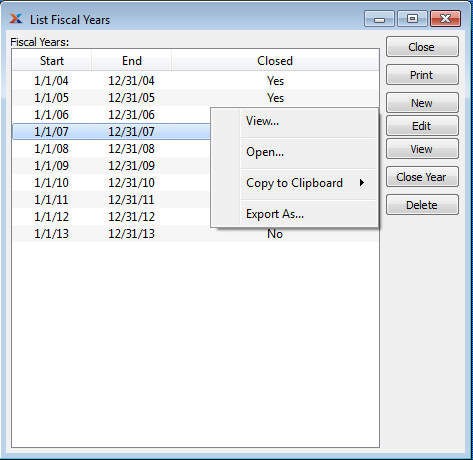 List Fiscal Years
Fiscal Years:
Start End Closed
1/1/04 12/31/04 Yes
1/1/05 12/31/05 Yes
1/1/06 12/31/06
1/1/07 12/31/07
1/1/08 12/31/08
1/1/09 12/31/09
1/1/10 12/31/10
1/1/11 12/31/11
1/1/12 12/31/12
1/1/13 12/31/13 No
View...
Open...
Copy to Clipboard
Export As...
Close
Print
New
Edit
View
Close Year
Delete